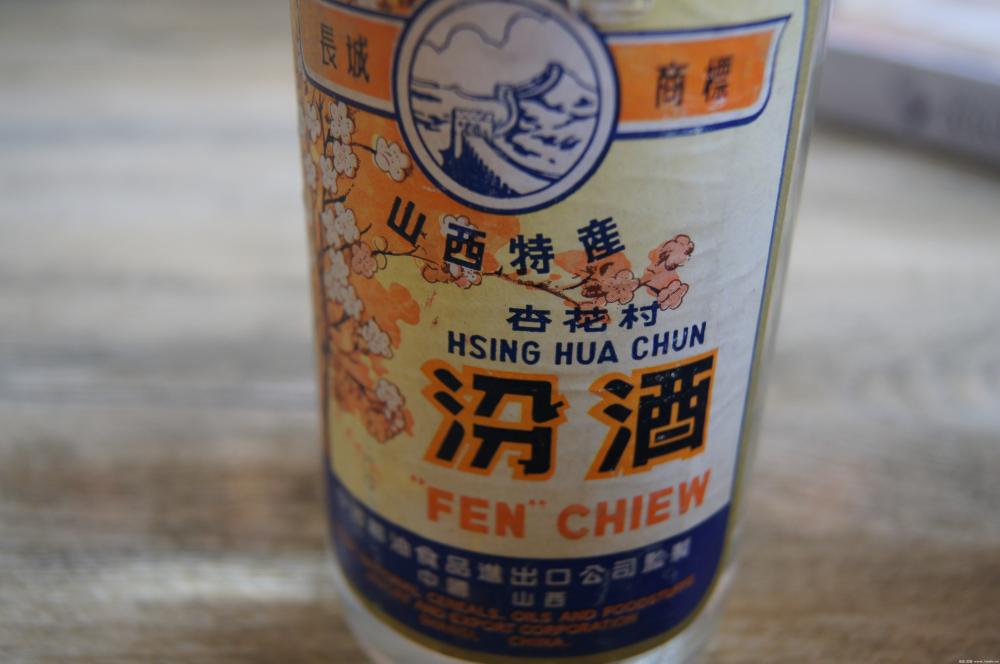 長城 商標
山西特産
杏花村
HSING HUA CHUN
汾酒
"FEN" CHIEW
油食品進出口公司監製
中國 山西
CEREALS, OILS AND FOODSTUFFS
AND EXPORT CORPORATION
CHINA.